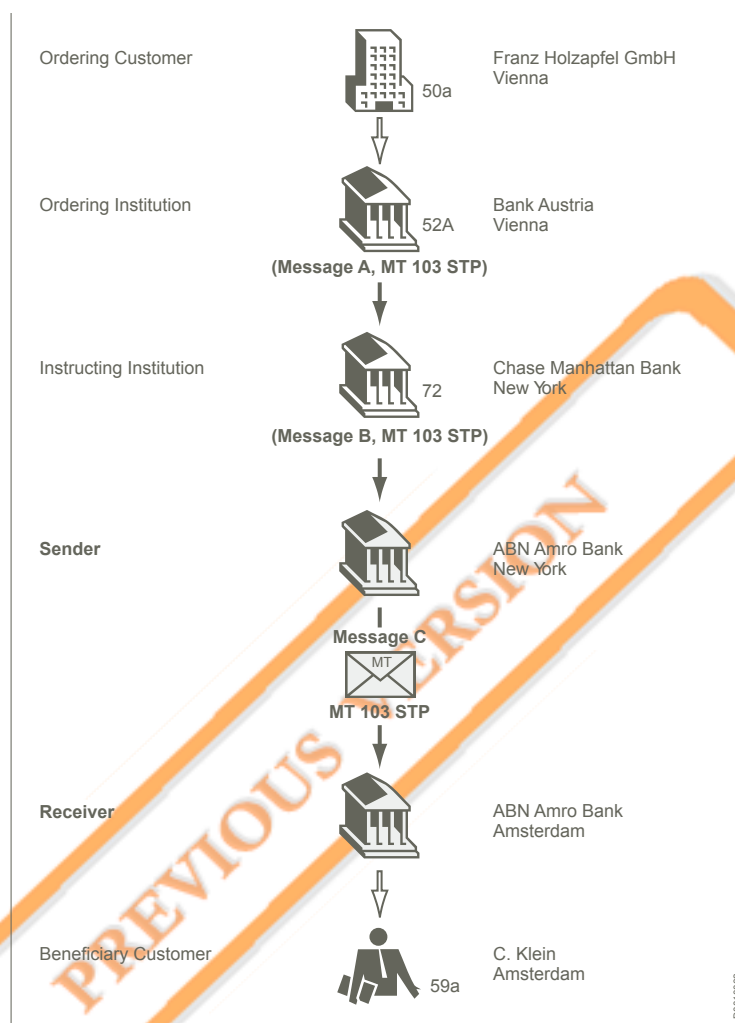 Ordering Customer
50a
Franz Holzapfel GmbH
Vienna
Ordering Institution
52A
Bank Austria
Vienna
(Message A, MT 103 STP)
Instructing Institution
72
Chase Manhattan Bank
New York
(Message B, MT 103 STP)
Sender
ABN Amro Bank
New York
Message C
MT
MT 103 STP
Receiver
ABN Amro Bank
Amsterdam
Beneficiary Customer
59a
C. Klein
Amsterdam
PREVIOUS VERSION